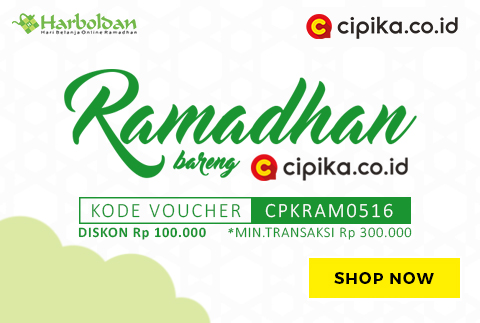 Harboldan
Hari Belanja Online Ramadhan
cipika.co.id
Ramadhan
bareng cipika.co.id
KODE VOUCHER CPKRAM0516
DISKON Rp 100.000 *MIN.TRANSAKSI Rp 300.000
SHOP NOW